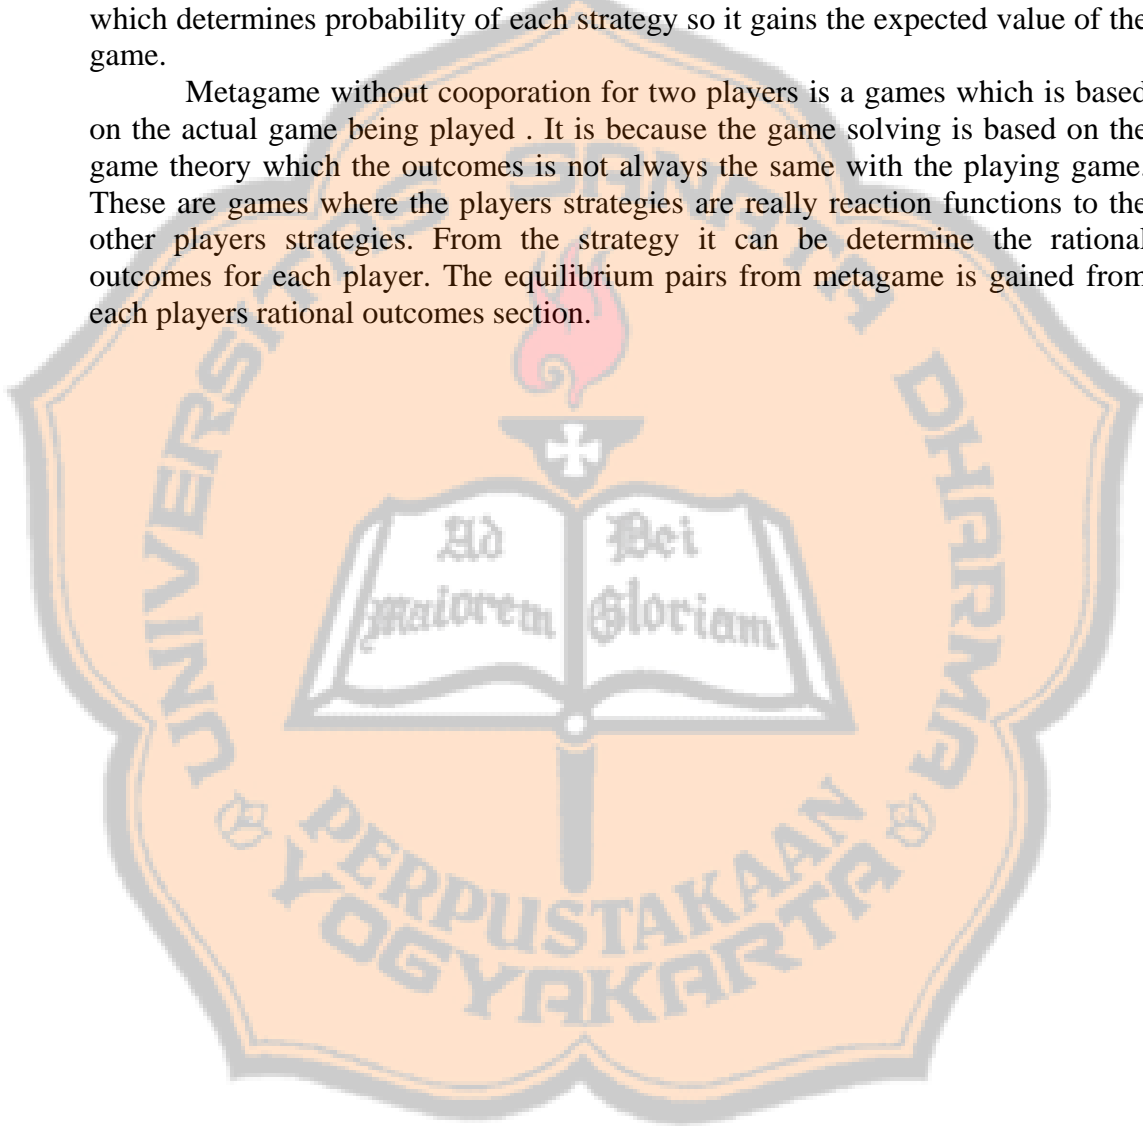 which determines probability of each strategy so it gains the expected value of the
game.
Metagame without cooporation for two players is a games which is based
on the actual game being played . It is because the game solving is based on the
game theory which the outcomes is not always the same with the playing game.
These are games where the players strategies are really reaction functions to the
other players strategies. From the strategy it can be determine the rational
outcomes for each player. The equilibrium pairs from metagame is gained from
each players rational outcomes section.
UNIVERSITAS SANATA DHARMA
Ad Dei
Maiorem Gloriam
PERPUSTAKAAN
YOGYAKARTA